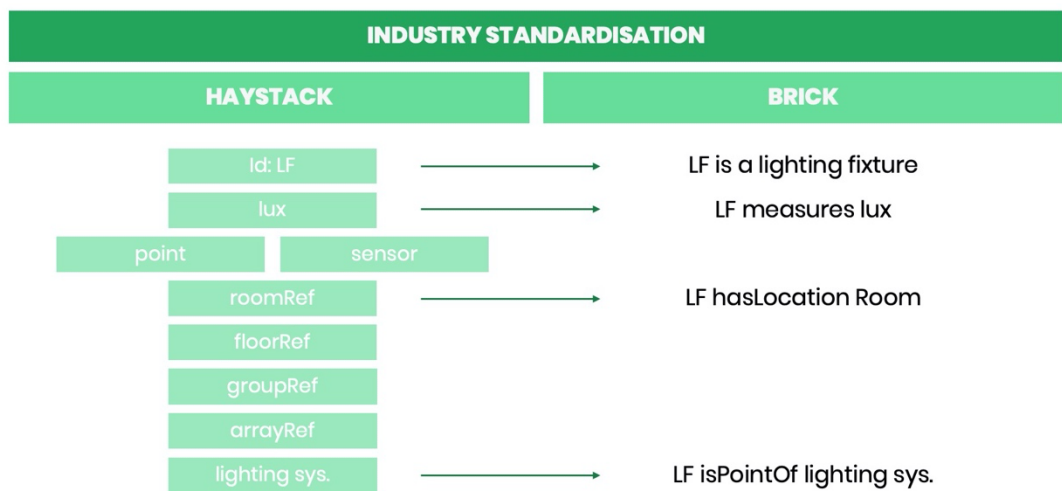 INDUSTRY STANDARDISATION
HAYSTACK BRICK
Id: LF LF is a lighting fixture
lux LF measures lux
point sensor
roomRef LF hasLocation Room
floorRef
groupRef
arrayRef
lighting sys. LF isPointOf lighting sys.